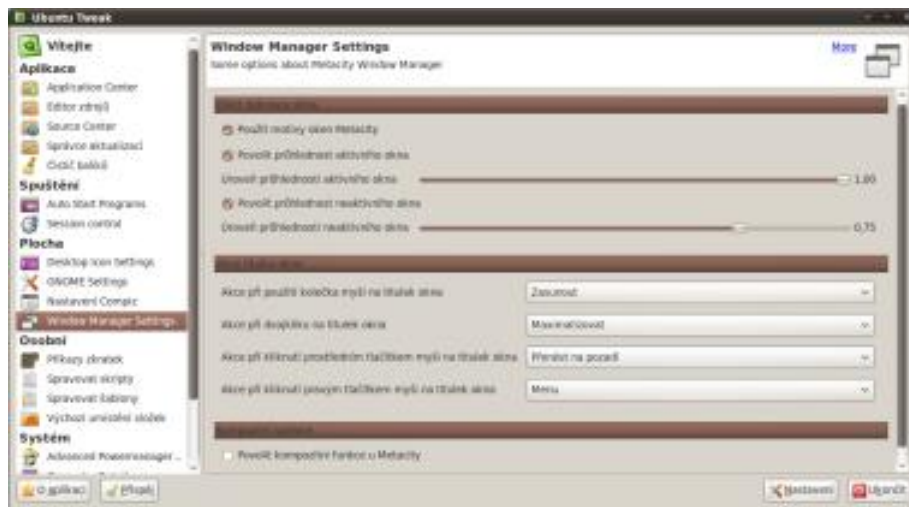 Ubuntu Tweak
Vítejte
Aplikace
Application Center
Editor zdrojů
Source Center
Správce aktualizací
Čistič balíků
Spuštění
Auto Start Programs
Session control
Plocha
Desktop Icon Settings
GNOME Settings
Nastavení Compiz
Window Manager Settings
Osobní
Příkazy zkratek
Spravovat skripty
Spravovat šablony
Výchozí umístění složek
Systém
Advanced Powermanager ..
Window Manager Settings
More
Some options about Metacity Window Manager
Použít motivy oken Metacity
Povolit průhlednost aktivního okna
Úroveň průhlednosti aktivního okna 1,00
Povolit průhlednost neaktivního okna
Úroveň průhlednosti neaktivního okna 0,75
Akce při použití kolečka myši na titulek okna Zasunout
Akce při dvojkliku na titulek okna Maximalizovat
Akce při kliknutí prostředním tlačítkem myši na titulek okna Přenést na pozadí
Akce při kliknutí pravým tlačítkem myši na titulek okna Menu
Povolit kompozitní funkce u Metacity
O aplikaci
Přispěj
Nastavení
Ukončit